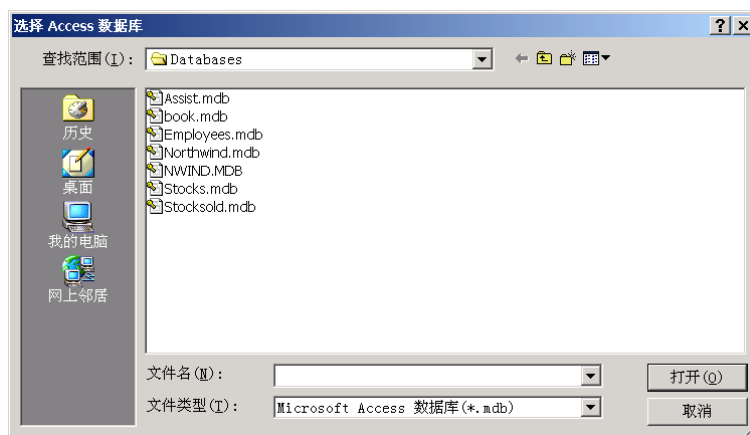 选择 Access 数据库
查找范围(I): Databases
历史
桌面
我的电脑
网上邻居
Assist.mdb
book.mdb
Employees.mdb
Northwind.mdb
NWIND.MDB
Stocks.mdb
Stocksold.mdb
文件名(N):
打开(O)
文件类型(T): Microsoft Access 数据库(*.mdb)
取消